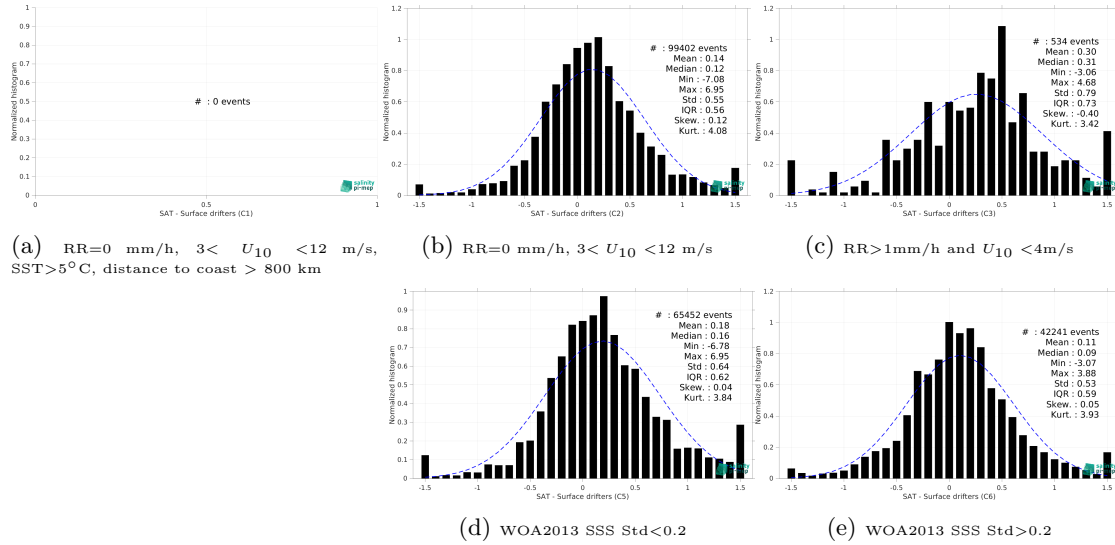 1
0.9
0.8
0.7
0.6
0.5
0.4
0.3
0.2
0.1
0
Normalized histogram
# : 0 events
salinity
pi-mep
0
0.5
1
SAT - Surface drifters (C1)
(a) RR=0 mm/h, 3< U10 <12 m/s,
SST>5°C, distance to coast > 800 km
1.2
1
0.8
0.6
0.4
0.2
0
Normalized histogram
# : 99402 events
Mean : 0.14
Median : 0.12
Min : -7.08
Max : 6.95
Std : 0.55
IQR : 0.56
Skew. : 0.12
Kurt. : 4.08
salinity
pi-mep
-1.5
-1
-0.5
0
0.5
1
1.5
SAT - Surface drifters (C2)
(b) RR=0 mm/h, 3< U10 <12 m/s
1.2
1
0.8
0.6
0.4
0.2
0
Normalized histogram
# : 534 events
Mean : 0.30
Median : 0.31
Min : -3.06
Max : 4.68
Std : 0.79
IQR : 0.73
Skew. : -0.40
Kurt. : 3.42
salinity
pi-mep
-1.5
-1
-0.5
0
0.5
1
1.5
SAT - Surface drifters (C3)
(c) RR>1mm/h and U10 <4m/s
1
0.9
0.8
0.7
0.6
0.5
0.4
0.3
0.2
0.1
0
Normalized histogram
# : 65452 events
Mean : 0.18
Median : 0.16
Min : -6.78
Max : 6.95
Std : 0.64
IQR : 0.62
Skew. : 0.04
Kurt. : 3.84
salinity
pi-mep
-1.5
-1
-0.5
0
0.5
1
1.5
SAT - Surface drifters (C5)
(d) WOA2013 SSS Std<0.2
1.2
1
0.8
0.6
0.4
0.2
0
Normalized histogram
# : 42241 events
Mean : 0.11
Median : 0.09
Min : -3.07
Max : 3.88
Std : 0.53
IQR : 0.59
Skew. : 0.05
Kurt. : 3.93
salinity
pi-mep
-1.5
-1
-0.5
0
0.5
1
1.5
SAT - Surface drifters (C6)
(e) WOA2013 SSS Std>0.2